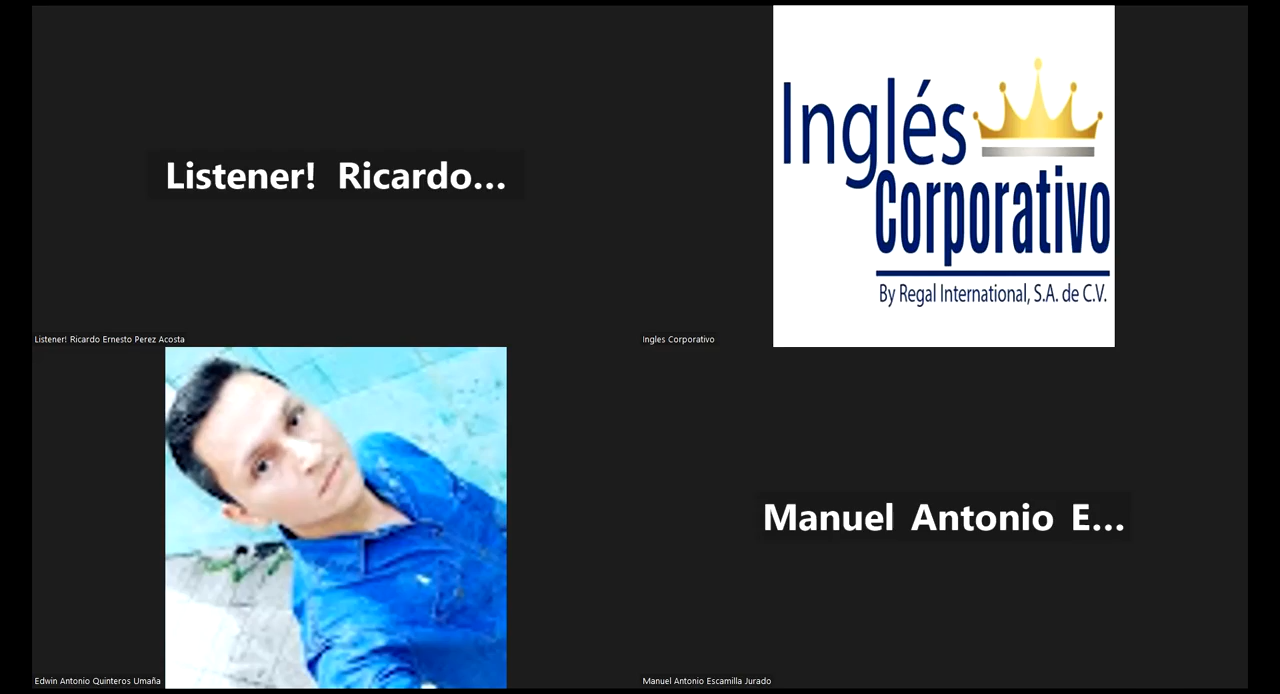 Listener! Ricardo...
Listener! Ricardo Ernesto Perez Acosta
Inglés
Corporativo
By Regal International, S.A. de C.V.
Ingles Corporativo
Edwin Antonio Quinteros Umaña
Manuel Antonio E...
Manuel Antonio Escamilla Jurado